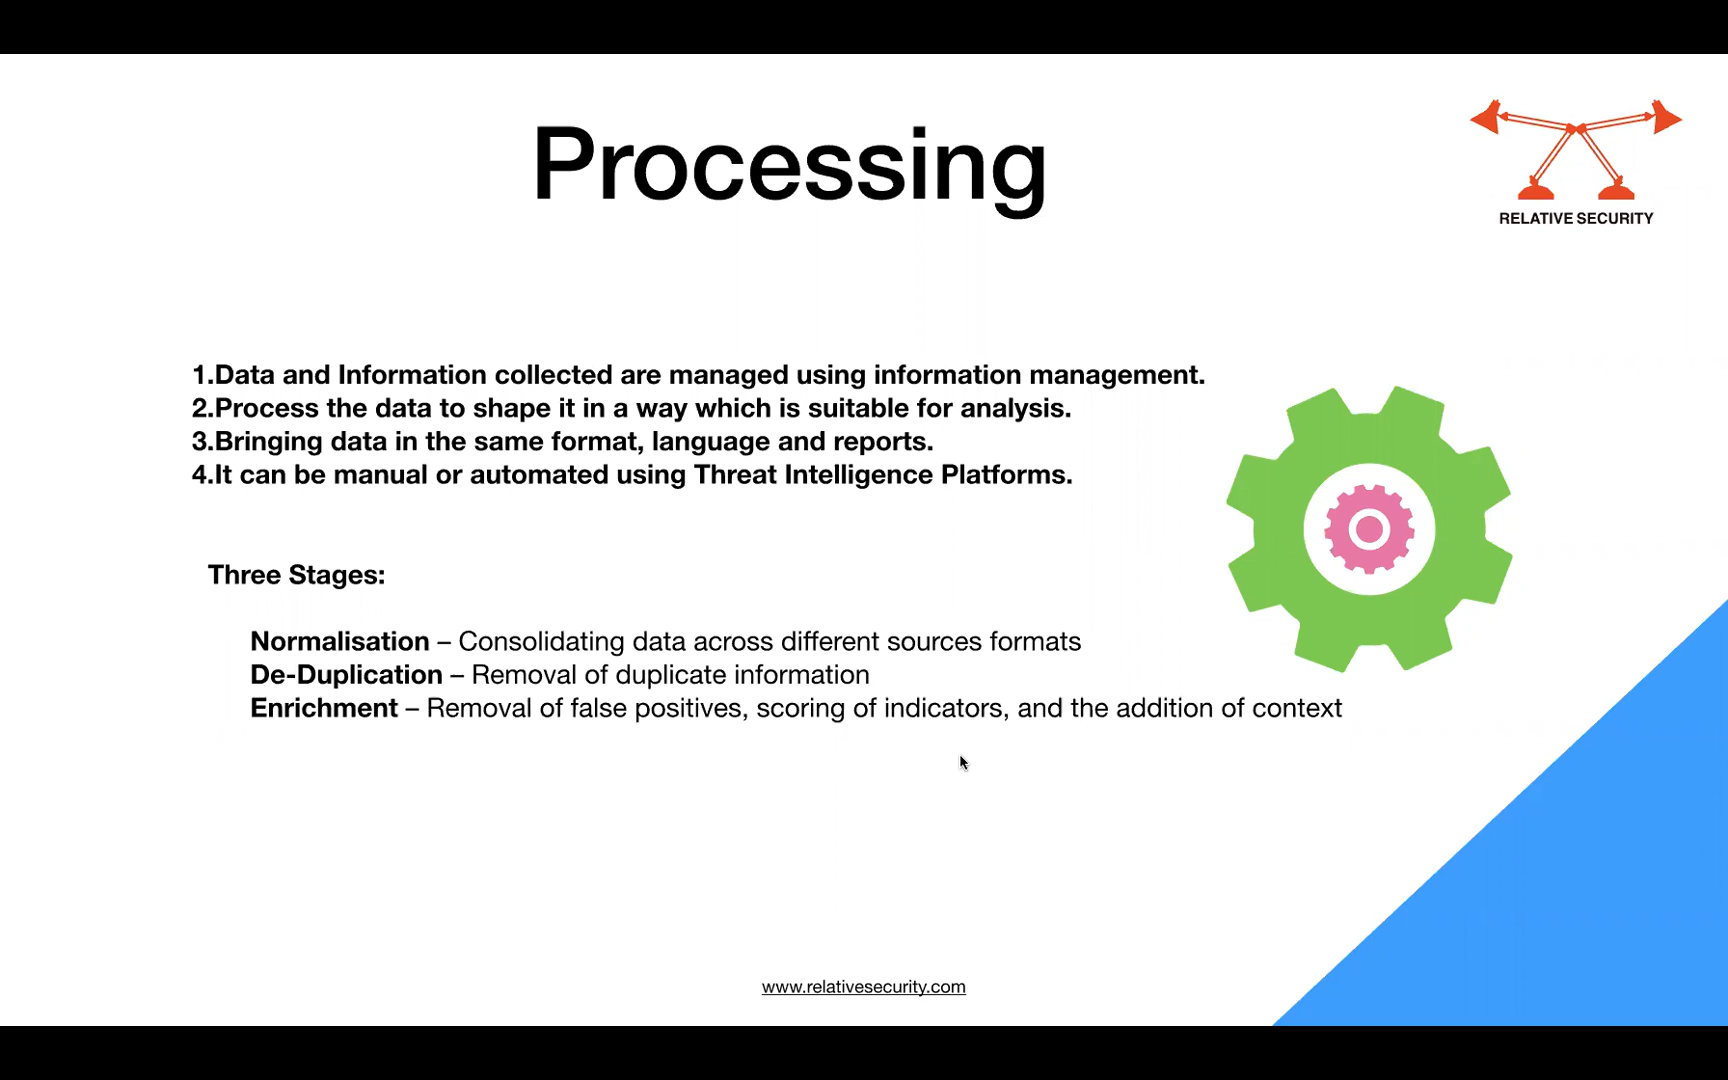 Processing
RELATIVE SECURITY
1.Data and Information collected are managed using information management.
2.Process the data to shape it in a way which is suitable for analysis.
3.Bringing data in the same format, language and reports.
4.It can be manual or automated using Threat Intelligence Platforms.
Three Stages:
Normalisation – Consolidating data across different sources formats
De-Duplication – Removal of duplicate information
Enrichment – Removal of false positives, scoring of indicators, and the addition of context
www.relativesecurity.com